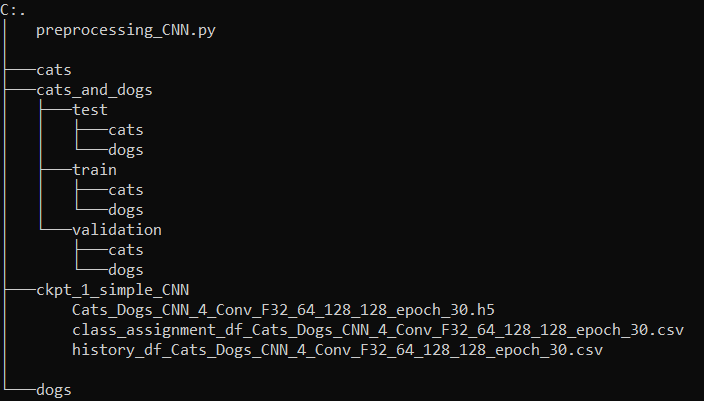 C:.
preprocessing_CNN.py
cats
cats_and_dogs
test
cats
dogs
train
cats
dogs
validation
cats
dogs
ckpt_1_simple_CNN
Cats_Dogs_CNN_4_Conv_F32_64_128_128_epoch_30.h5
class_assignment_df_Cats_Dogs_CNN_4_Conv_F32_64_128_128_epoch_30.csv
history_df_Cats_Dogs_CNN_4_Conv_F32_64_128_128_epoch_30.csv
dogs